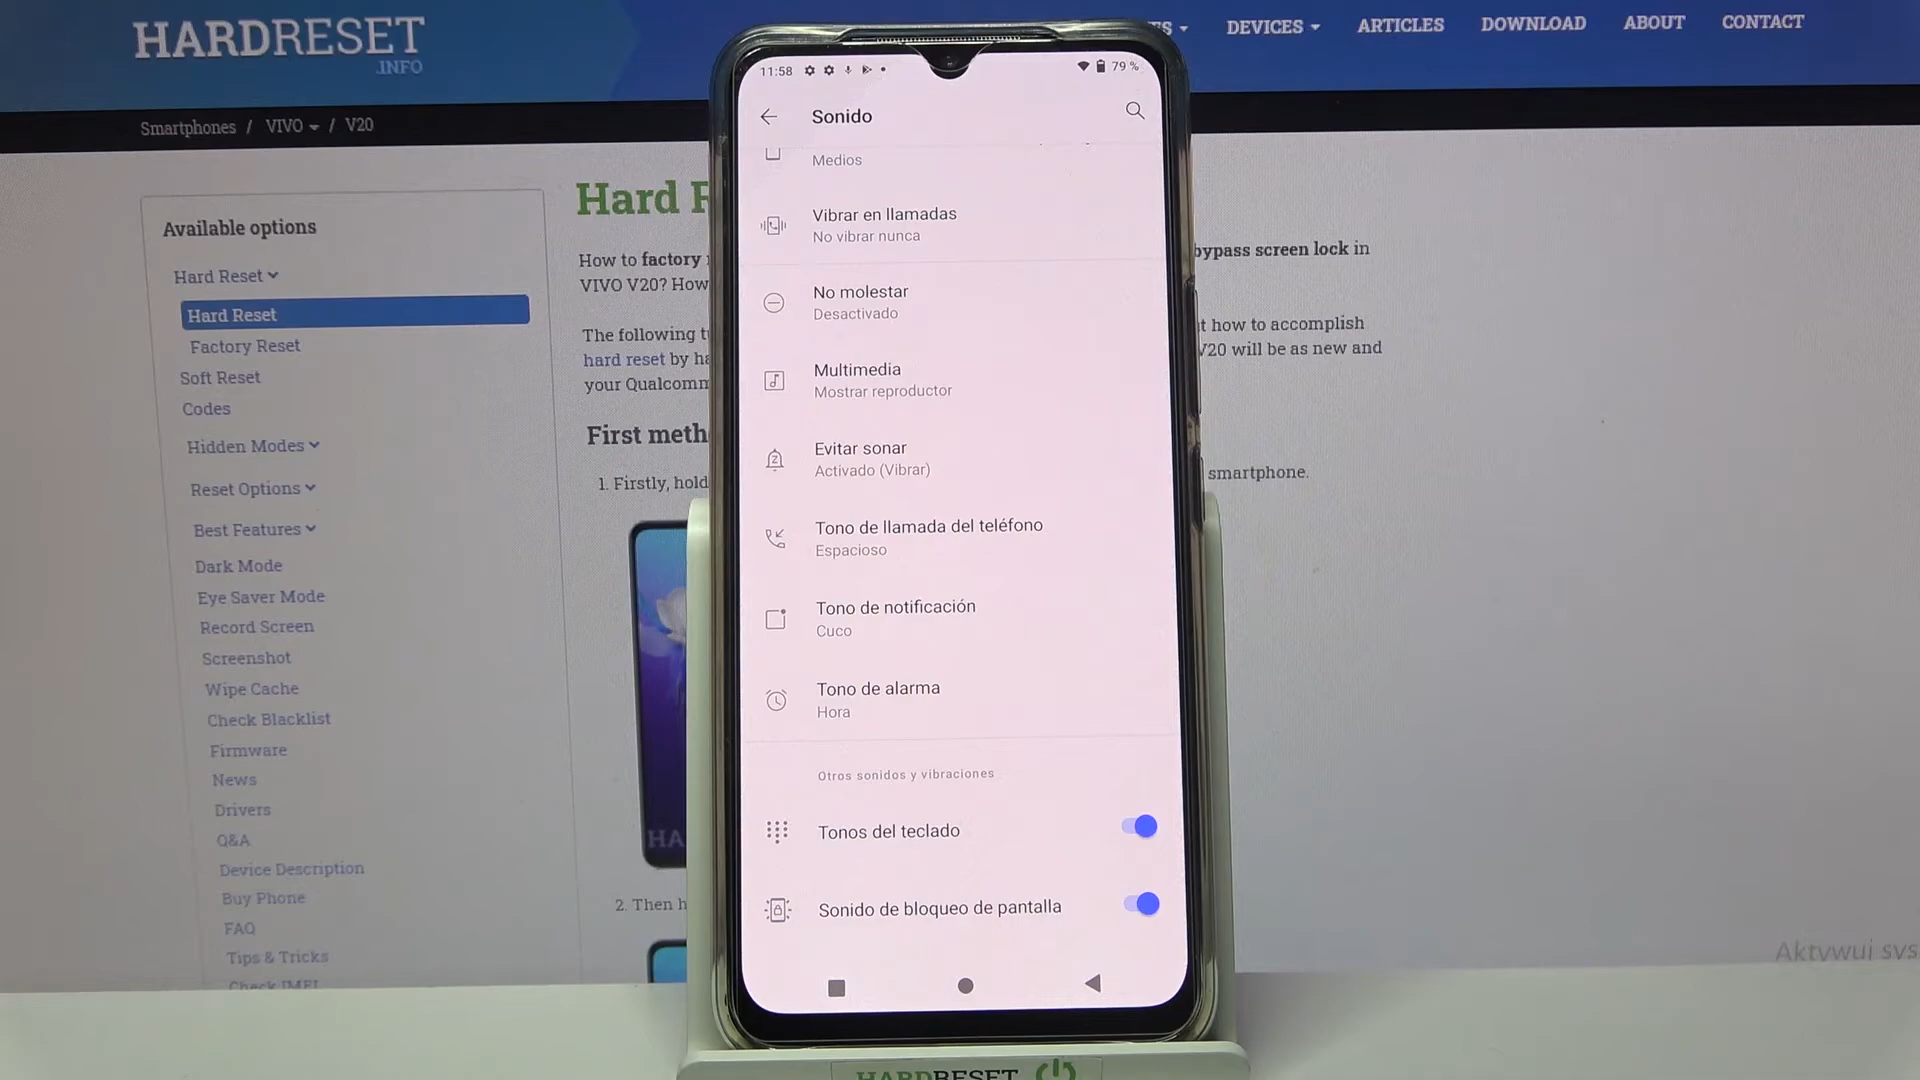 HARDRESET
.INFO
DEVICES
ARTICLES
DOWNLOAD
ABOUT
CONTACT
Smartphones / VIVO / V20
Available options
Hard Reset
Hard Reset
Factory Reset
Soft Reset
Codes
Hidden Modes
Reset Options
Best Features
Dark Mode
Eye Saver Mode
Record Screen
Screenshot
Wipe Cache
Check Blacklist
Firmware
News
Drivers
Q&A
Device Description
Buy Phone
FAQ
Tips & Tricks
Check IMEI
Hard
How to factory
bypass screen lock in
VIVO V20? How
The following
how to accomplish
hard reset by
V20 will be as new and
your
First
1. Firstly, hold
smartphone.
HA
2. Then
11:58
79 %
Sonido
Medios
Vibrar en llamadas
No vibrar nunca
No molestar
Desactivado
Multimedia
Mostrar reproductor
Evitar sonar
Activado (Vibrar)
Tono de llamada del teléfono
Espacioso
Tono de notificación
Cuco
Tono de alarma
Hora
Otros sonidos y vibraciones
Tonos del teclado
Sonido de bloqueo de pantalla
Aktywuj
HARDRESET